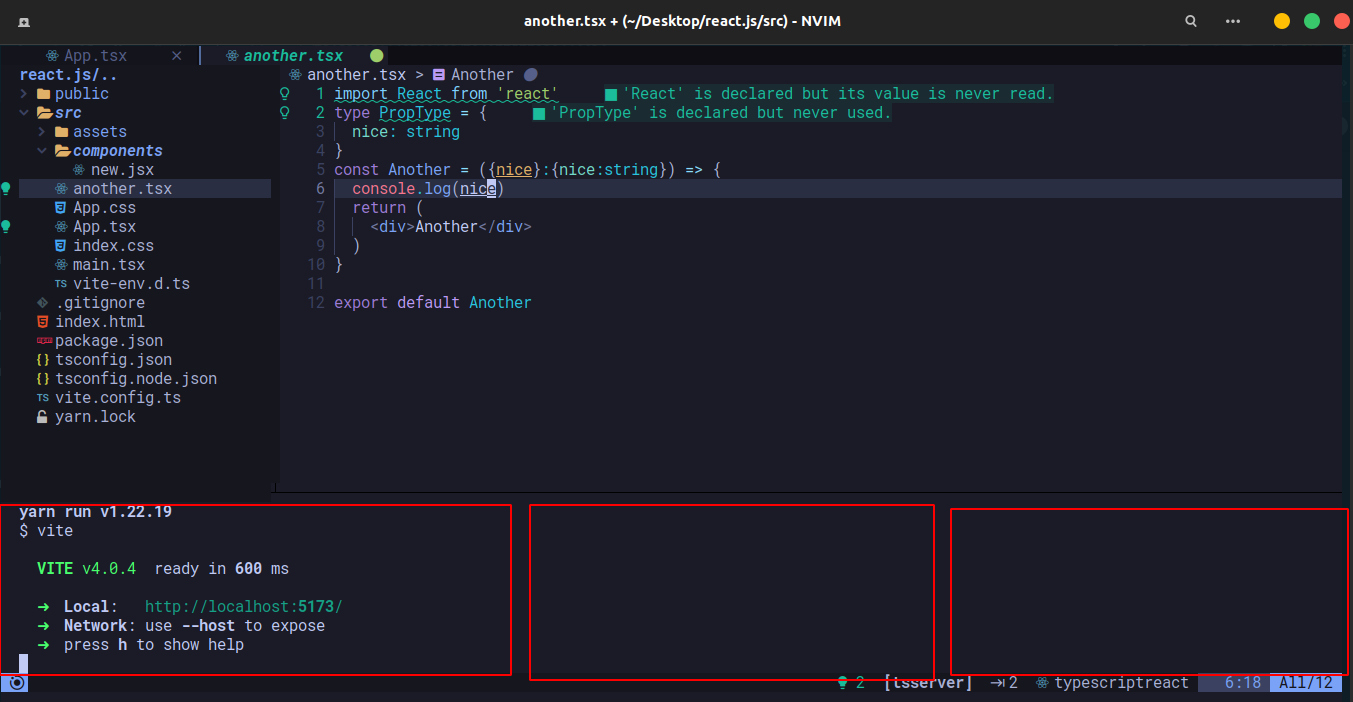 another.tsx + (~/Desktop/react.js/src) - NVIM
App.tsx
another.tsx
react.js/..
public
src
assets
components
new.jsx
another.tsx
App.css
App.tsx
index.css
main.tsx
TS vite-env.d.ts
.gitignore
index.html
package.json
{} tsconfig.json
{} tsconfig.node.json
TS vite.config.ts
yarn.lock
another.tsx > Another
1 import React from 'react' 'React' is declared but its value is never read.
2 type PropType = { 'PropType' is declared but never used.
3 nice: string
4 }
5 const Another = ({nice}:{nice:string}) => {
6 console.log(nice)
7 return (
8 <div>Another</div>
9 )
10 }
11
12 export default Another
yarn run v1.22.19
$ vite
VITE v4.0.4 ready in 600 ms
➜ Local: http://localhost:5173/
➜ Network: use --host to expose
➜ press h to show help
2 [tsserver] 2 typescriptreact 6:18 All/12